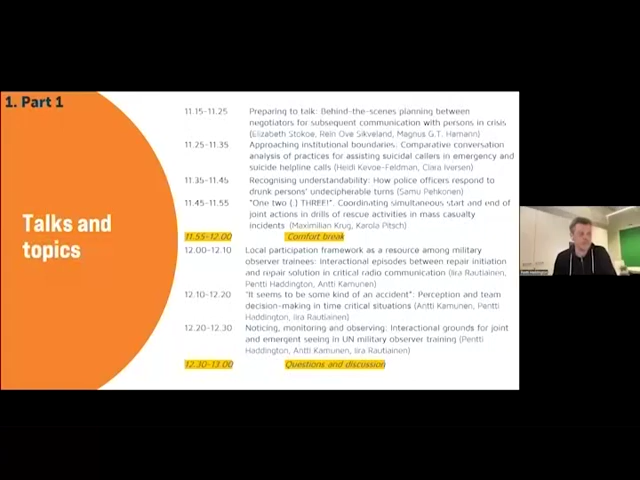 1. Part 1
Talks and
topics
11.15-11.25 Preparing to talk: Behind-the-scenes planning between
negotiators for subsequent communication with persons in crisis
(Elizabeth Stokoe, Rein Ove Sikveland, Magnus G.T. Hamann)
11.25-11.35 Approaching institutional boundaries. Comparative conversation
analysis of practices for assisting suicidal callers in emergency and
suicide helpline calls (Heidi Kevoe-Feldman, Clara Iversen)
11.35-11.45 Recognising understandability: How police officers respond to
drunk persons' undecipherable turns (Samu Pehkonen)
11.45-11.55 "One two (.) THREE!". Coordinating simultaneous start and end of
joint actions in drills of rescue activities in mass casualty
incidents (Maximilian Krug, Karola Pitsch)
11.55-12.00 Comfort break
12.00-12.10 Local participation framework as a resource among military
observer trainees: Interactional episodes between repair initiation
and repair solution in critical radio communication (Iira Rautiainen,
Pentti Haddington, Antti Kamunen)
12.10-12.20 "It seems to be some kind of an accident": Perception and team
decision-making in time critical situations (Antti Kamunen, Pentti
Haddington, Iira Rautiainen)
12.20-12.30 Noticing, monitoring and observing: Interactional grounds for joint
and emergent seeing in UN military observer training (Pentti
Haddington, Antti Kamunen, Iira Rautiainen)
12.30-13.00 Questions and discussion